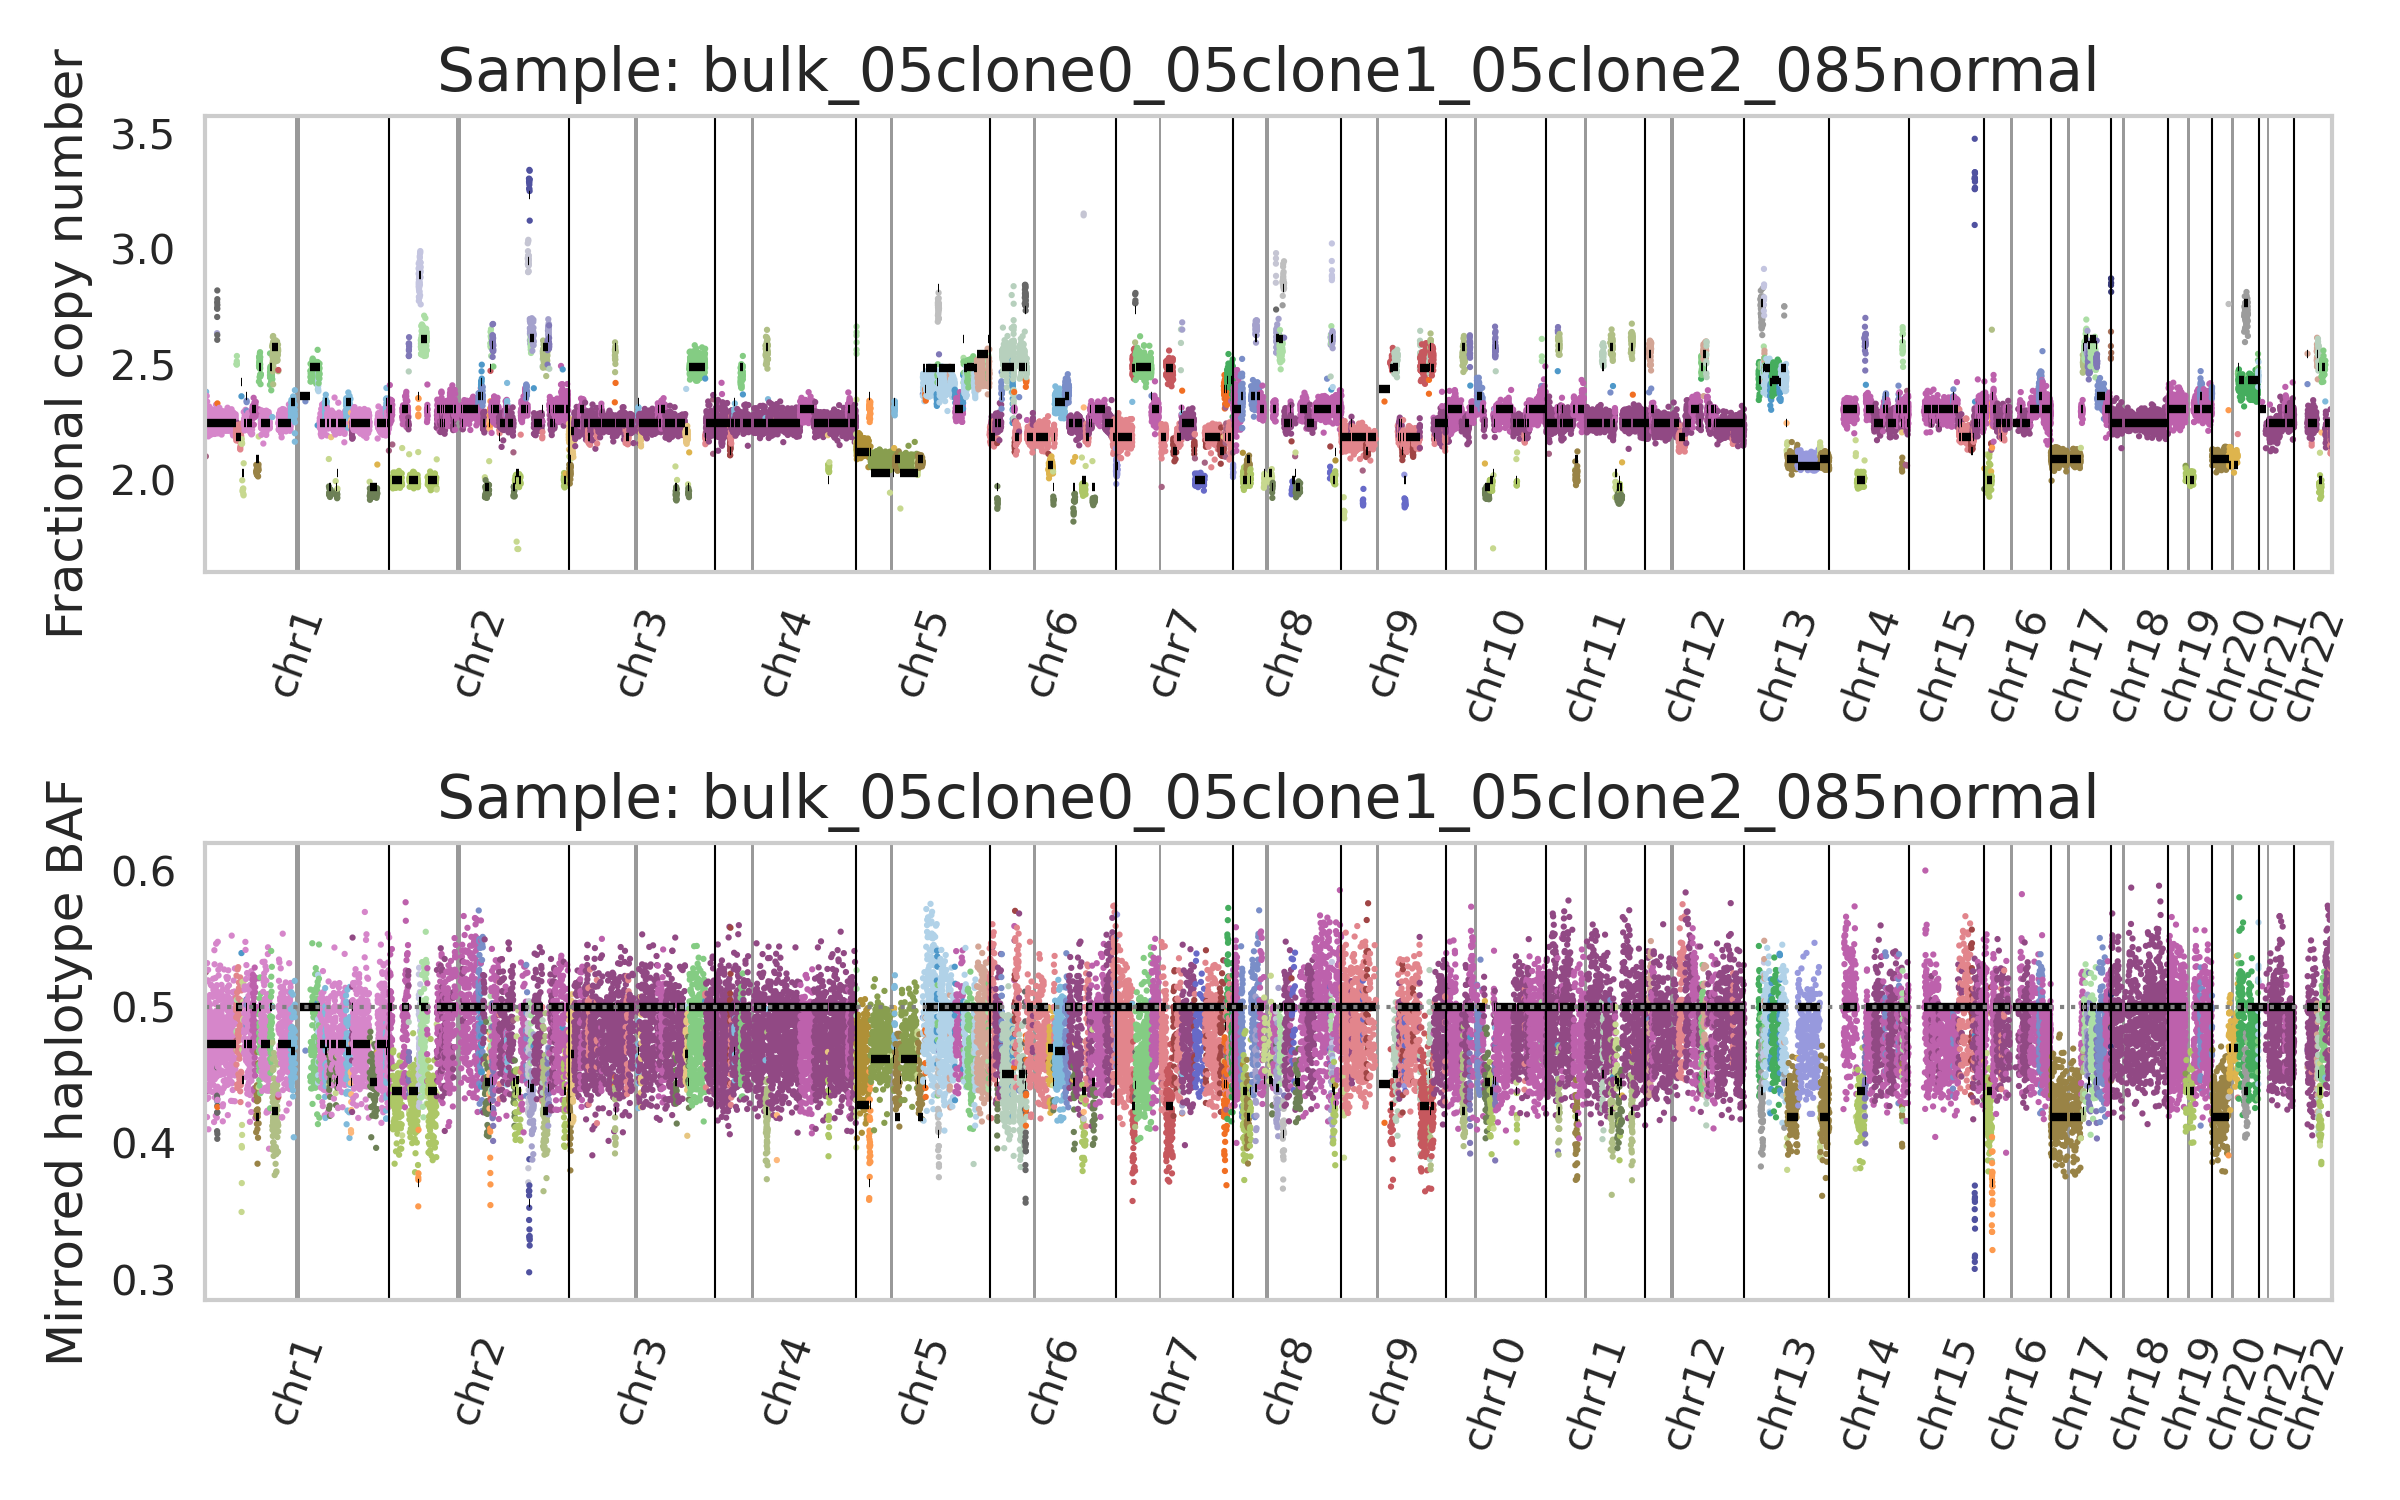 Sample: bulk_05clone0_05clone1_05clone2_085normal
Fractional copy number
3.5
3.0
2.5
2.0
chr1 chr2 chr3 chr4 chr5 chr6 chr7 chr8 chr9 chr10 chr11 chr12 chr13 chr14 chr15 chr16 chr17 chr18 chr19 chr20 chr21 chr22
Sample: bulk_05clone0_05clone1_05clone2_085normal
Mirrored haplotype BAF
0.6
0.5
0.4
0.3
chr1 chr2 chr3 chr4 chr5 chr6 chr7 chr8 chr9 chr10 chr11 chr12 chr13 chr14 chr15 chr16 chr17 chr18 chr19 chr20 chr21 chr22